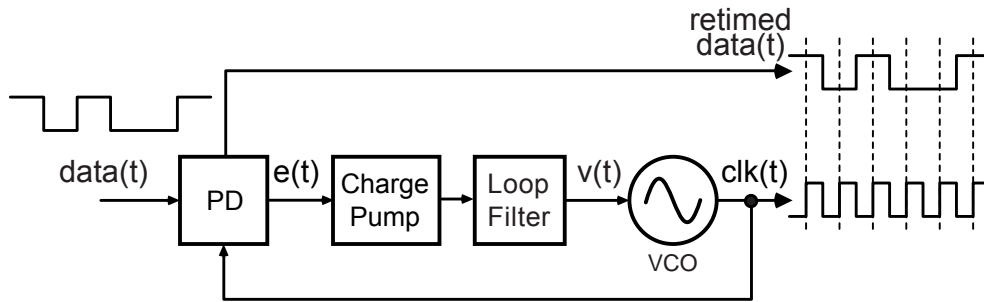 retimed
data(t)
data(t)
PD
e(t)
Charge
Pump
Loop
Filter
v(t)
clk(t)
VCO